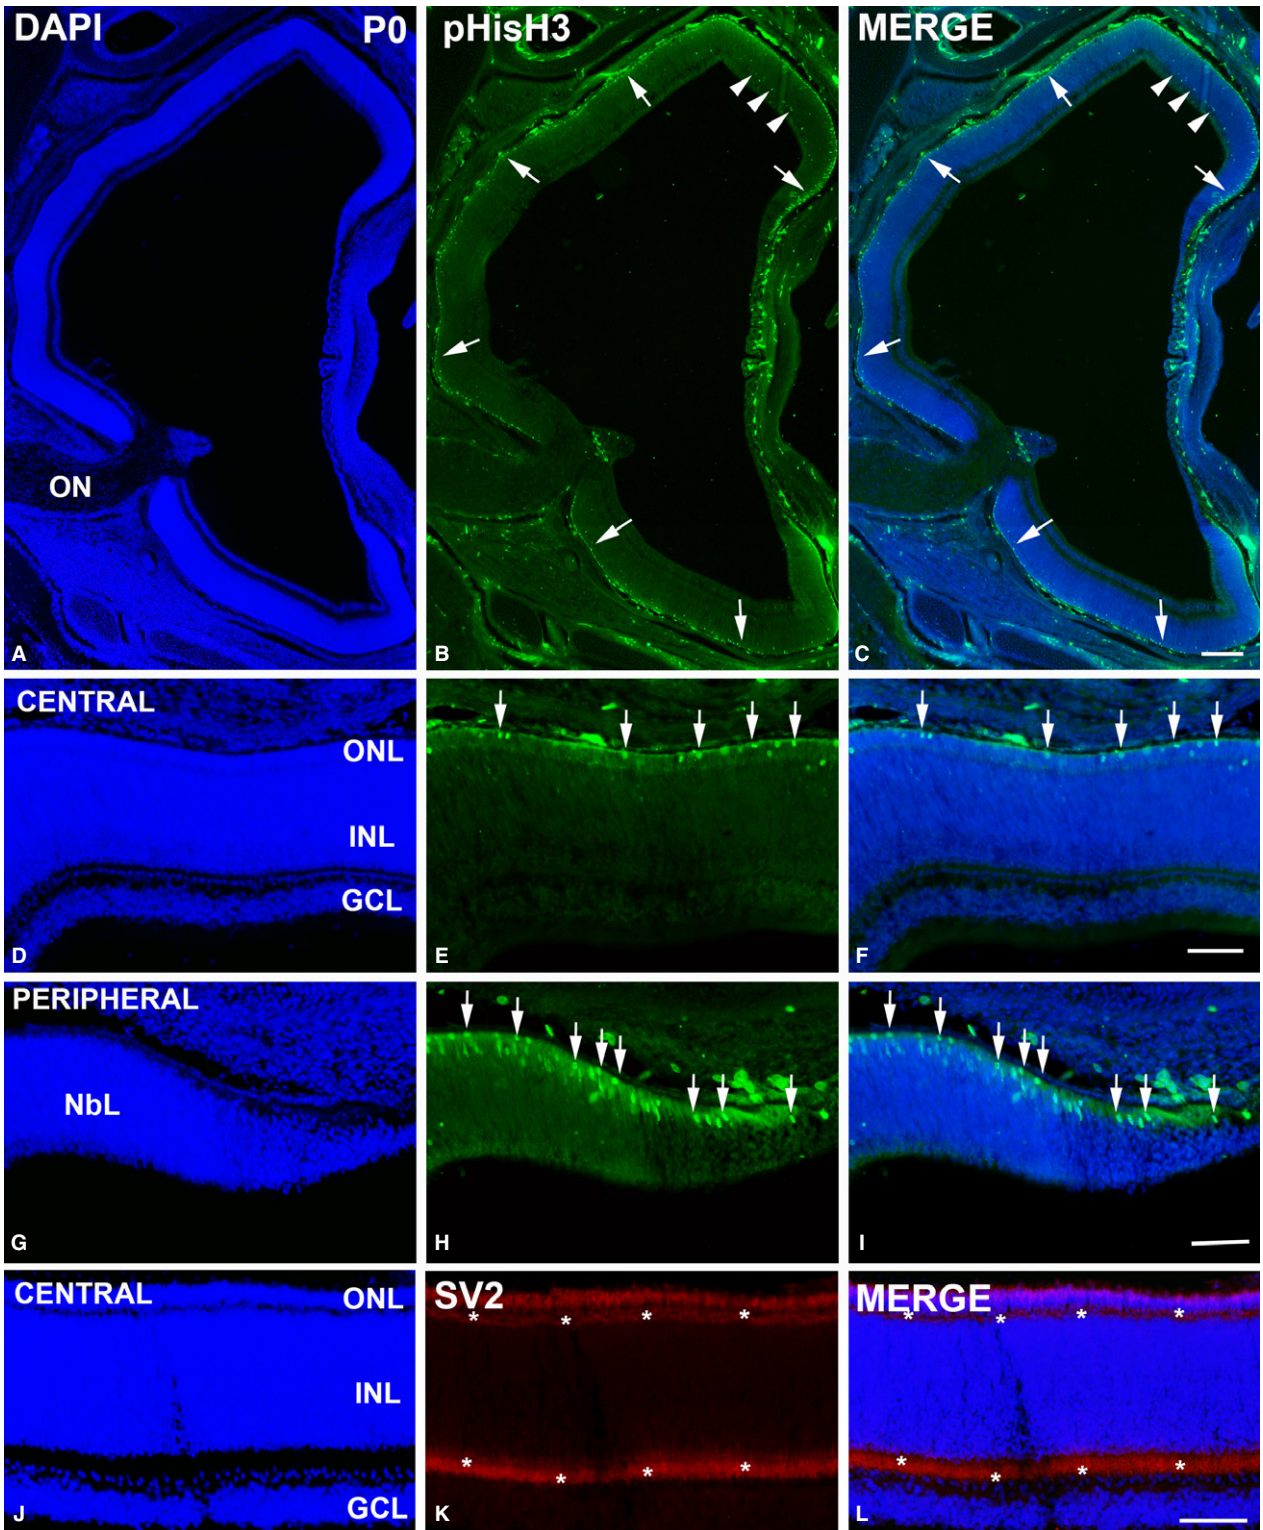 DAPI P0 pHisH3 MERGE
ON
A B C
CENTRAL
ONL
INL
GCL
D E F
PERIPHERAL
NbL
G H I
CENTRAL ONL SV2 MERGE
* * * * * * * *
INL
* * * * * * * *
GCL
J K L